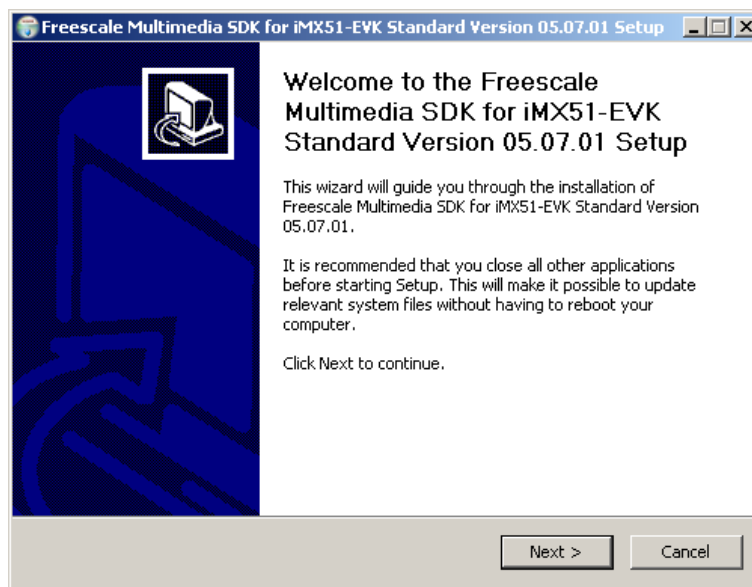 Freescale Multimedia SDK for iMX51-EVK Standard Version 05.07.01 Setup
Welcome to the Freescale
Multimedia SDK for iMX51-EVK
Standard Version 05.07.01 Setup
This wizard will guide you through the installation of
Freescale Multimedia SDK for iMX51-EVK Standard Version
05.07.01.
It is recommended that you close all other applications
before starting Setup. This will make it possible to update
relevant system files without having to reboot your
computer.
Click Next to continue.
Next > Cancel